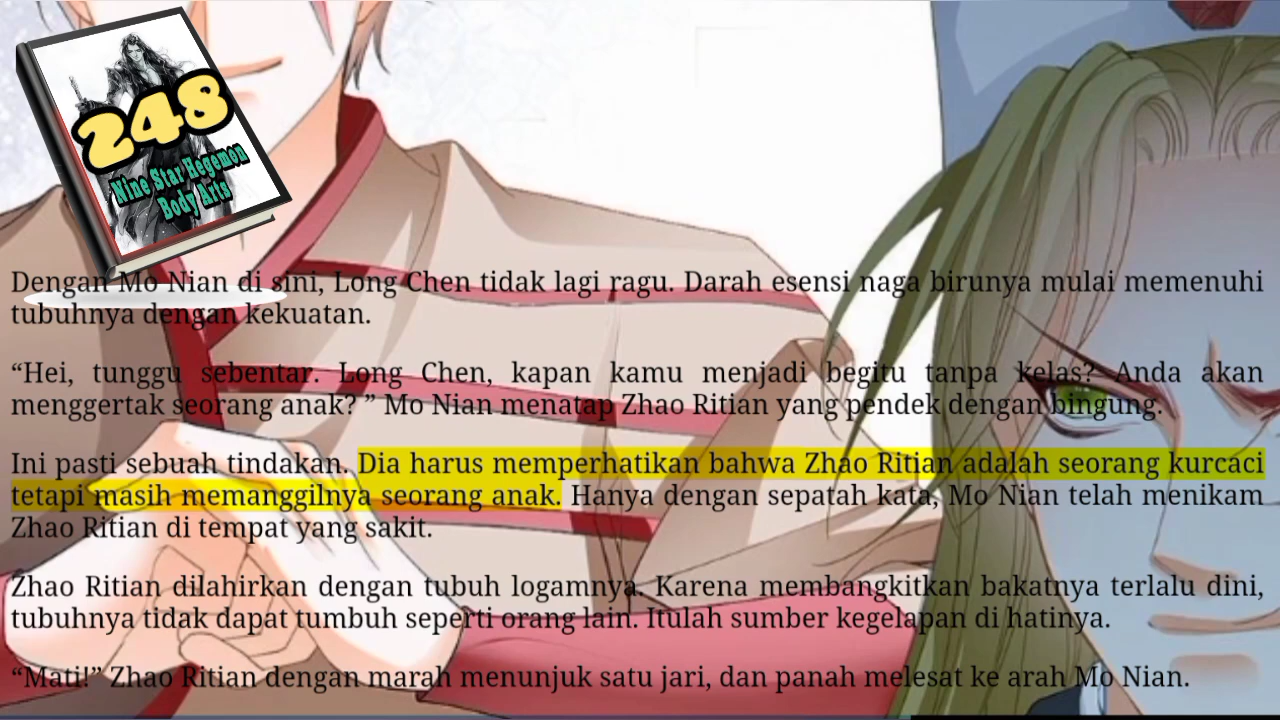 248
Nine Star Hegemon
Body Arts
Dengan Mo Nian di sini, Long Chen tidak lagi ragu. Darah esensi naga birunya mulai memenuhi
tubuhnya dengan kekuatan.
“Hei, tunggu sebentar. Long Chen, kapan kamu menjadi begitu tanpa kelas? Anda akan
menggertak seorang anak? ” Mo Nian menatap Zhao Ritian yang pendek dengan bingung.
Ini pasti sebuah tindakan. Dia harus memperhatikan bahwa Zhao Ritian adalah seorang kurcaci
tetapi masih memanggilnya seorang anak. Hanya dengan sepatah kata, Mo Nian telah menikam
Zhao Ritian di tempat yang sakit.
Zhao Ritian dilahirkan dengan tubuh logamnya. Karena membangkitkan bakatnya terlalu dini,
tubuhnya tidak dapat tumbuh seperti orang lain. Itulah sumber kegelapan di hatinya.
“Mati!” Zhao Ritian dengan marah menunjuk satu jari, dan panah melesat ke arah Mo Nian.